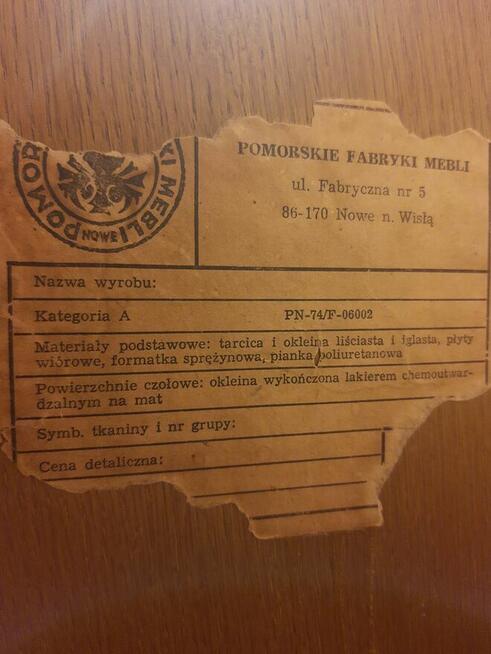 POMOR KI MEBLI
NOWE
POMORSKIE FABRYKI MEBLI
ul. Fabryczna nr 5
86-170 Nowe n. Wisłą
Nazwa wyrobu:
Kategoria A PN-74/F-06002
Materiały podstawowe: tarcica i okleina liściasta i iglasta, płyty
wiórowe, formatka sprężynowa, pianka poliuretanowa
Powierzchnie czołowe: okleina wykończona lakierem chemoutwar-
dzalnym na mat
Symb. tkaniny i nr grupy:
Cena detaliczna: